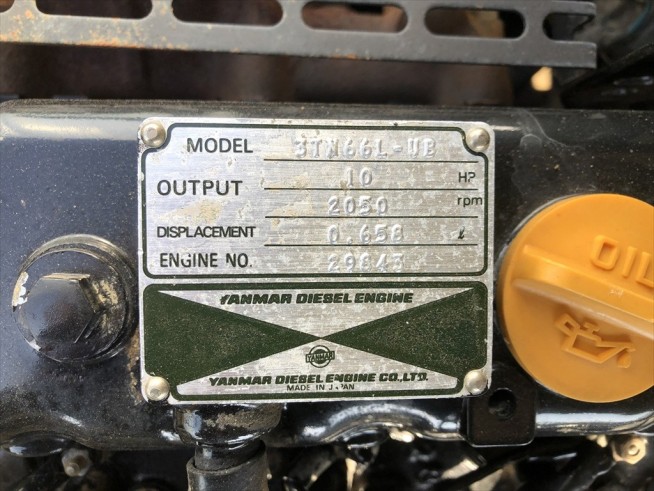 MODEL 3TN66L-UB
OUTPUT 10 HP
2050 rpm
DISPLACEMENT 0.658 ℓ
ENGINE NO. 29843
YANMAR DIESEL ENGINE
YANMAR
YANMAR DIESEL ENGINE CO.,LTD.
MADE IN JAPAN
OIL